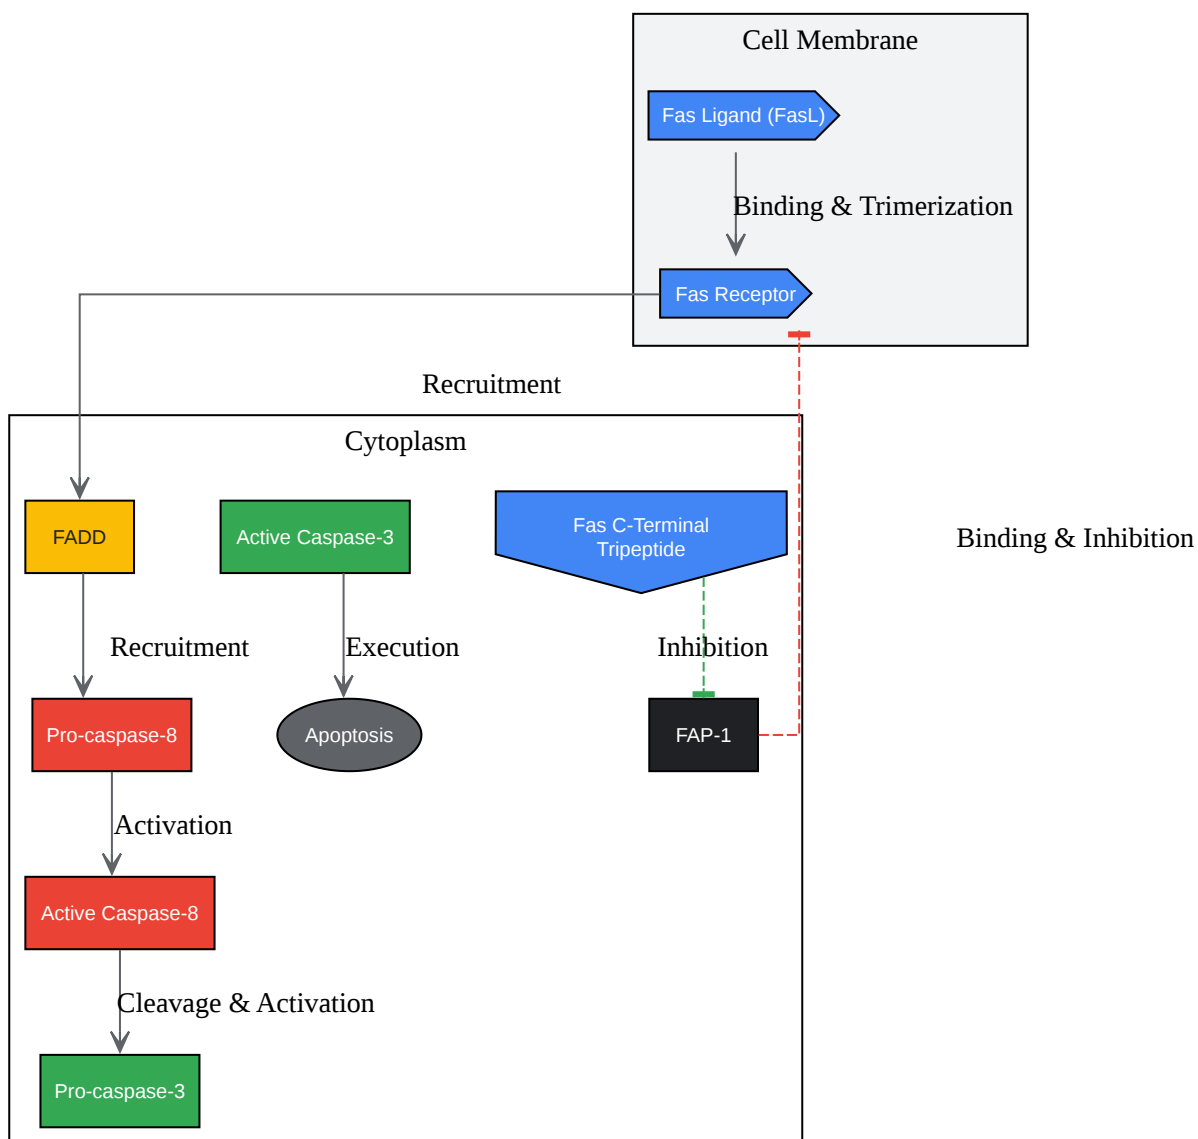 Cell Membrane
Fas Ligand (FasL)
Binding & Trimerization
Fas Receptor
Recruitment
Cytoplasm
FADD
Active Caspase-3
Fas C-Terminal
Tripeptide
Binding & Inhibition
Recruitment
Execution
Inhibition
Pro-caspase-8
Apoptosis
FAP-1
Activation
Active Caspase-8
Cleavage & Activation
Pro-caspase-3